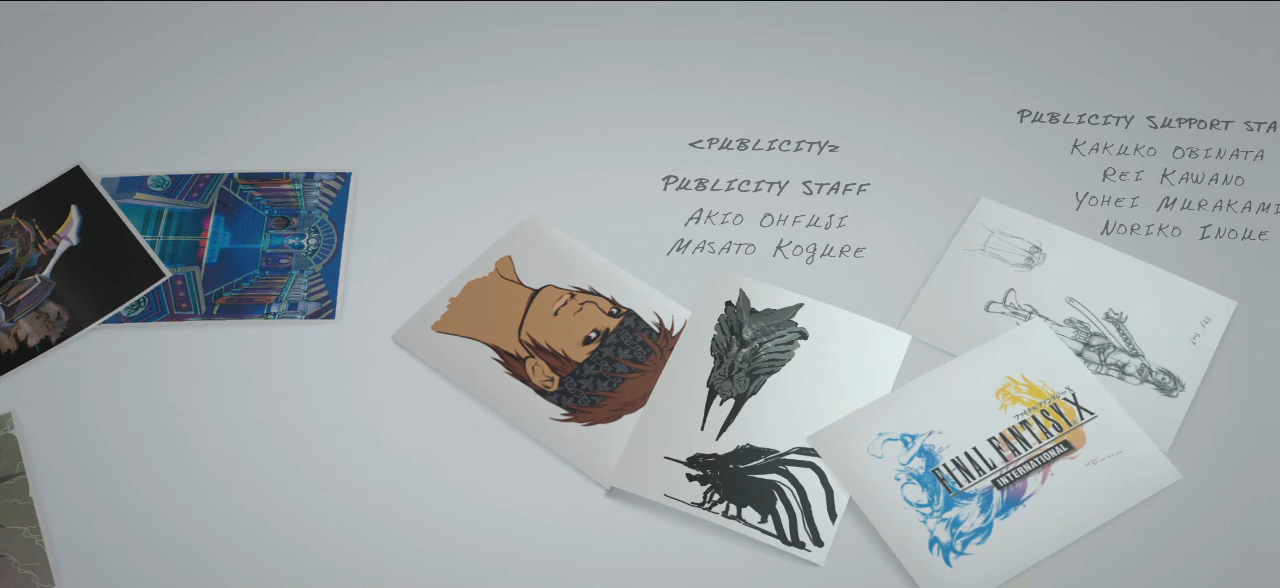 <PUBLICITY>
PUBLICITY STAFF
AKIO OHFUJI
MASATO KOGURE
PUBLICITY SUPPORT STA
KAKUKO OBINATA
REI KAWANO
YOHEI MURAKAMI
NORIKO INOUE
FINAL FANTASY X
INTERNATIONAL